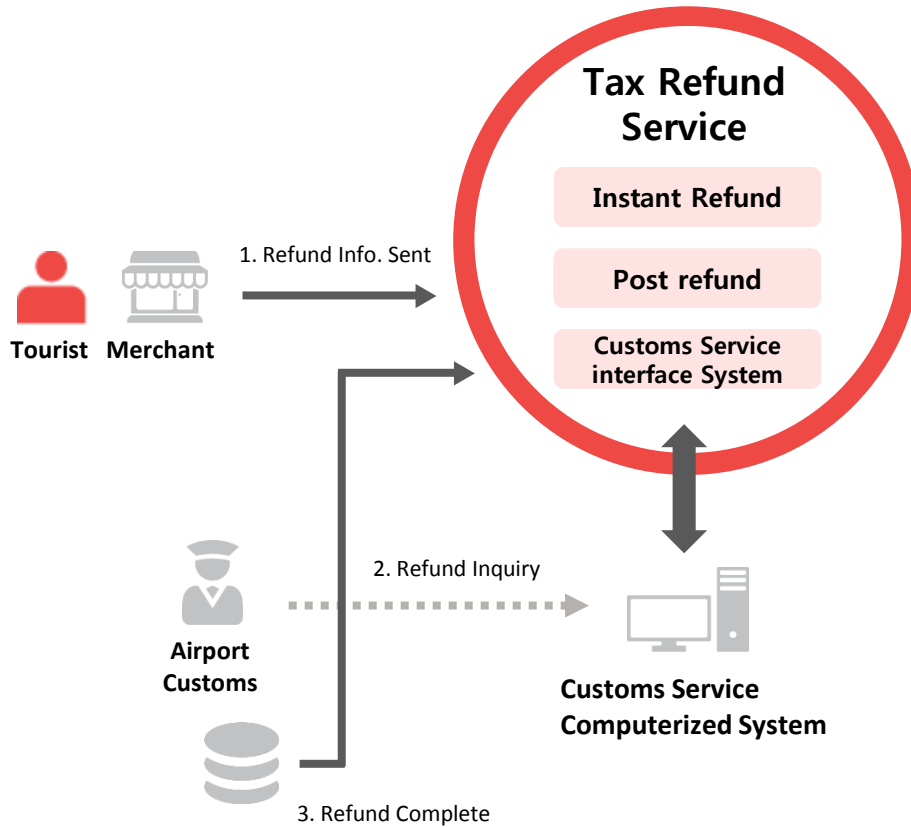 Tax Refund
Service
Instant Refund
Post refund
Customs Service
interface System
1. Refund Info. Sent
Tourist
Merchant
2. Refund Inquiry
Airport
Customs
Customs Service
Computerized System
3. Refund Complete